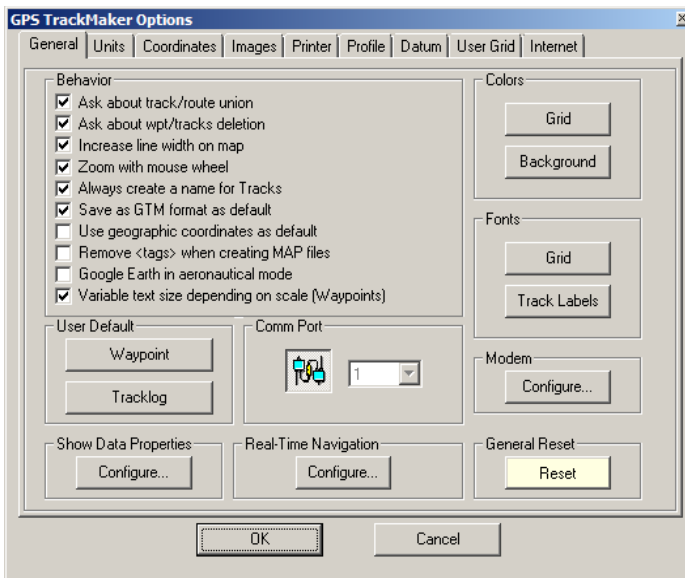 GPS TrackMaker Options
General Units Coordinates Images Printer Profile Datum User Grid Internet
Behavior
Ask about track/route union
Ask about wpt/tracks deletion
Increase line width on map
Zoom with mouse wheel
Always create a name for Tracks
Save as GTM format as default
Use geographic coordinates as default
Remove <tags> when creating MAP files
Google Earth in aeronautical mode
Variable text size depending on scale (Waypoints)
Colors
Grid
Background
Fonts
Grid
Track Labels
User Default
Waypoint
Tracklog
Comm Port
1
Modem
Configure...
Show Data Properties
Configure...
Real-Time Navigation
Configure...
General Reset
Reset
OK
Cancel